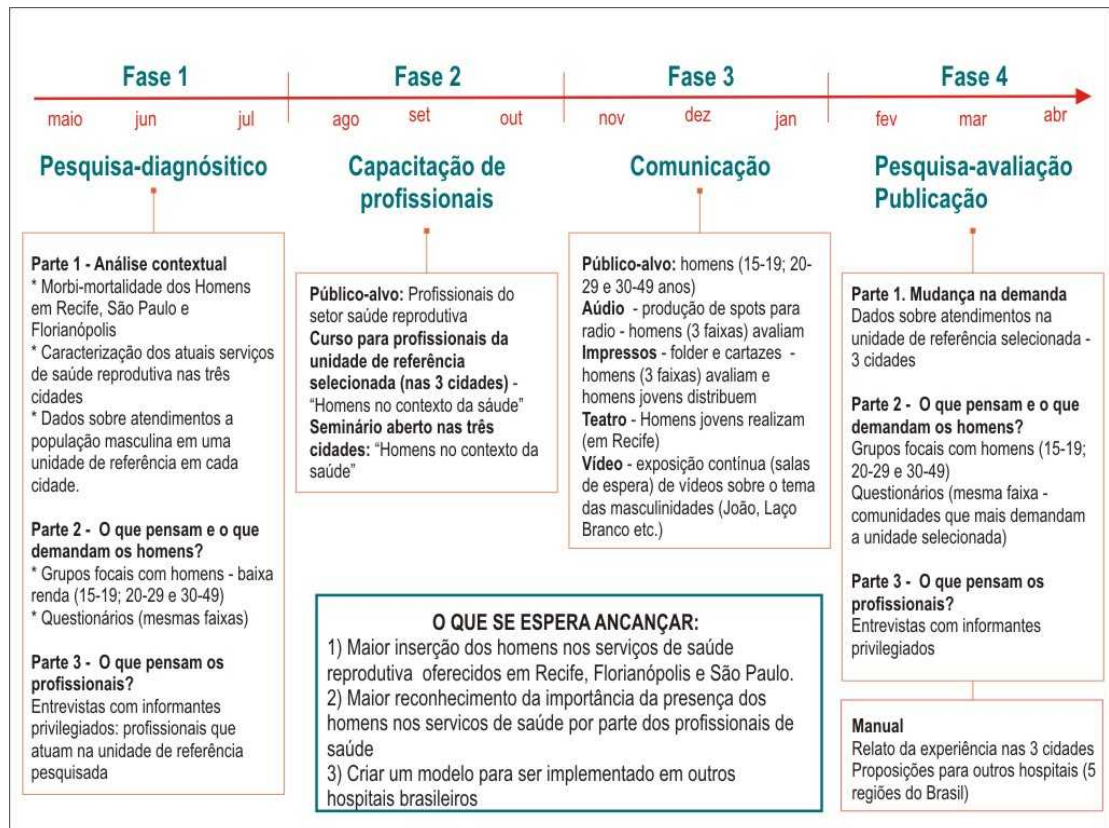 Fase 1
Fase 2
Fase 3
Fase 4
maio
jun
jul
ago
set
out
nov
dez
jan
fev
mar
abr
Pesquisa-diagnósitico
Parte 1 - Análise contextual
* Morbi-mortalidade dos Homens
em Recife, São Paulo e
Florianópolis
* Caracterização dos atuais serviços
de saúde reprodutiva nas três
cidades
* Dados sobre atendimentos a
população masculina em uma
unidade de referência em cada
cidade.
Parte 2 - O que pensam e o que
demandam os homens?
* Grupos focais com homens - baixa
renda (15-19; 20-29 e 30-49)
* Questionários (mesmas faixas)
Parte 3 - O que pensam os
profissionais?
Entrevistas com informantes
privilegiados: profissionais que
atuam na unidade de referência
pesquisada
Capacitação de
profissionais
Público-alvo: Profissionais do
setor saúde reprodutiva
Curso para profissionais da
unidade de referência
selecionada (nas 3 cidades) -
“Homens no contexto da sáude”
Seminário aberto nas três
cidades: “Homens no contexto da
saúde”
Comunicação
Público-alvo: homens (15-19; 20-
29 e 30-49 anos)
Aúdio - produção de spots para
radio - homens (3 faixas) avaliam
Impressos - folder e cartazes -
homens (3 faixas) avaliam e
homens jovens distribuem
Teatro - Homens jovens realizam
(em Recife)
Vídeo - exposição contínua (salas
de espera) de vídeos sobre o tema
das masculinidades (João, Laço
Branco etc.)
Pesquisa-avaliação
Publicação
Parte 1. Mudança na demanda
Dados sobre atendimentos na
unidade de referência selecionada -
3 cidades
Parte 2 - O que pensam e o que
demandam os homens?
Grupos focais com homens (15-19;
20-29 e 30-49)
Questionários (mesma faixa -
comunidades que mais demandam
a unidade selecionada)
Parte 3 - O que pensam os
profissionais?
Entrevistas com informantes
privilegiados
Manual
Relato da experiência nas 3 cidades
Proposições para outros hospitais (5
regiões do Brasil)
O QUE SE ESPERA ANCANÇAR:
1) Maior inserção dos homens nos serviços de saúde
reprodutiva oferecidos em Recife, Florianópolis e São Paulo.
2) Maior reconhecimento da importância da presença dos
homens nos servicos de saúde por parte dos profissionais de
saúde
3) Criar um modelo para ser implementado em outros
hospitais brasileiros